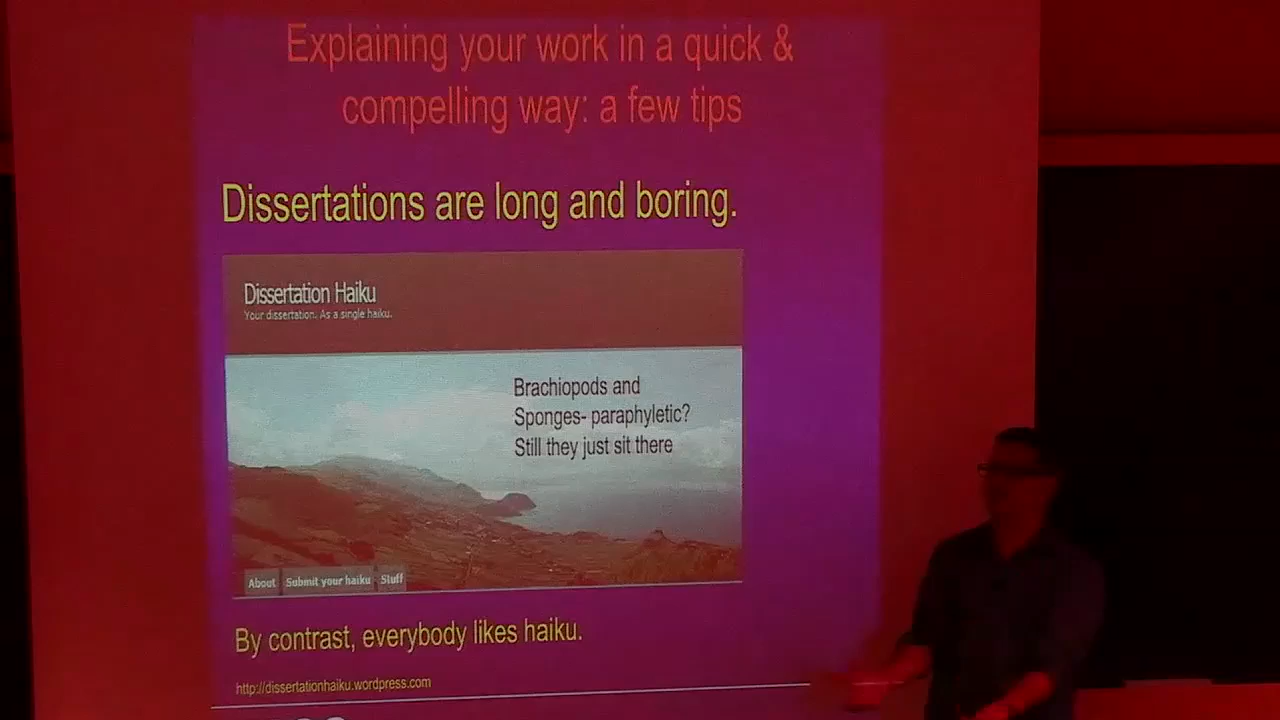 Explaining your work in a quick &
compelling way: a few tips
Dissertations are long and boring.
Dissertation Haiku
Your dissertation. As a single haiku.
Brachiopods and
Sponges- paraphyletic?
Still they just sit there
About Submit your haiku Stuff
By contrast, everybody likes haiku.
http://dissertationhaiku.wordpress.com